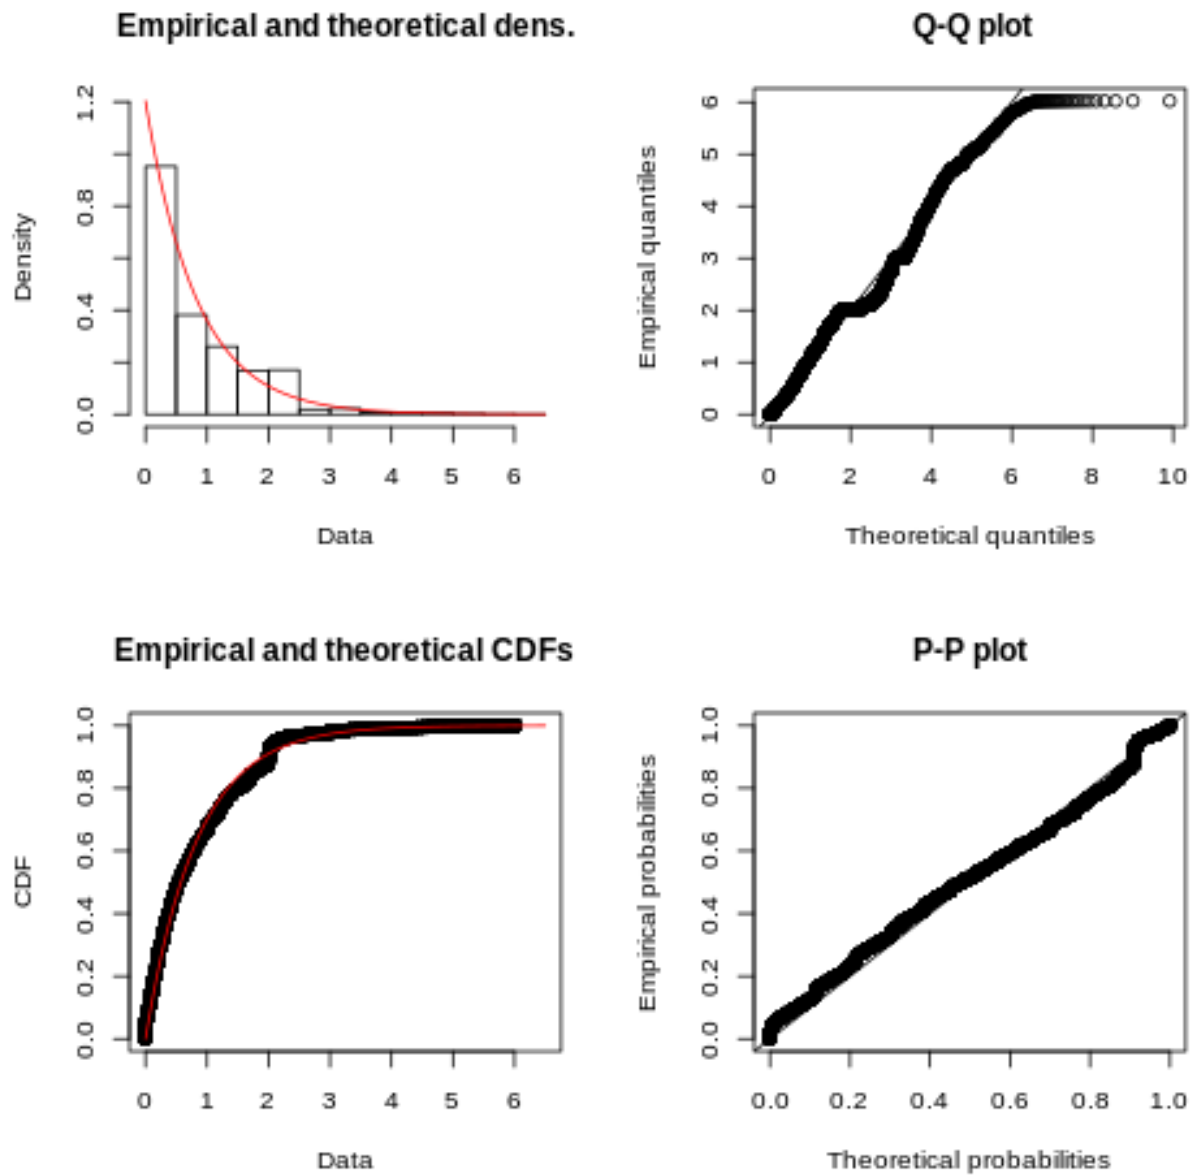 Empirical and theoretical dens.
Density
0.0 0.4 0.8 1.2
0 1 2 3 4 5 6
Data
Q-Q plot
Empirical quantiles
0 1 2 3 4 5 6
0 2 4 6 8 10
Theoretical quantiles
Empirical and theoretical CDFs
CDF
0.0 0.2 0.4 0.6 0.8 1.0
0 1 2 3 4 5 6
Data
P-P plot
Empirical probabilities
0.0 0.2 0.4 0.6 0.8 1.0
0.0 0.2 0.4 0.6 0.8 1.0
Theoretical probabilities